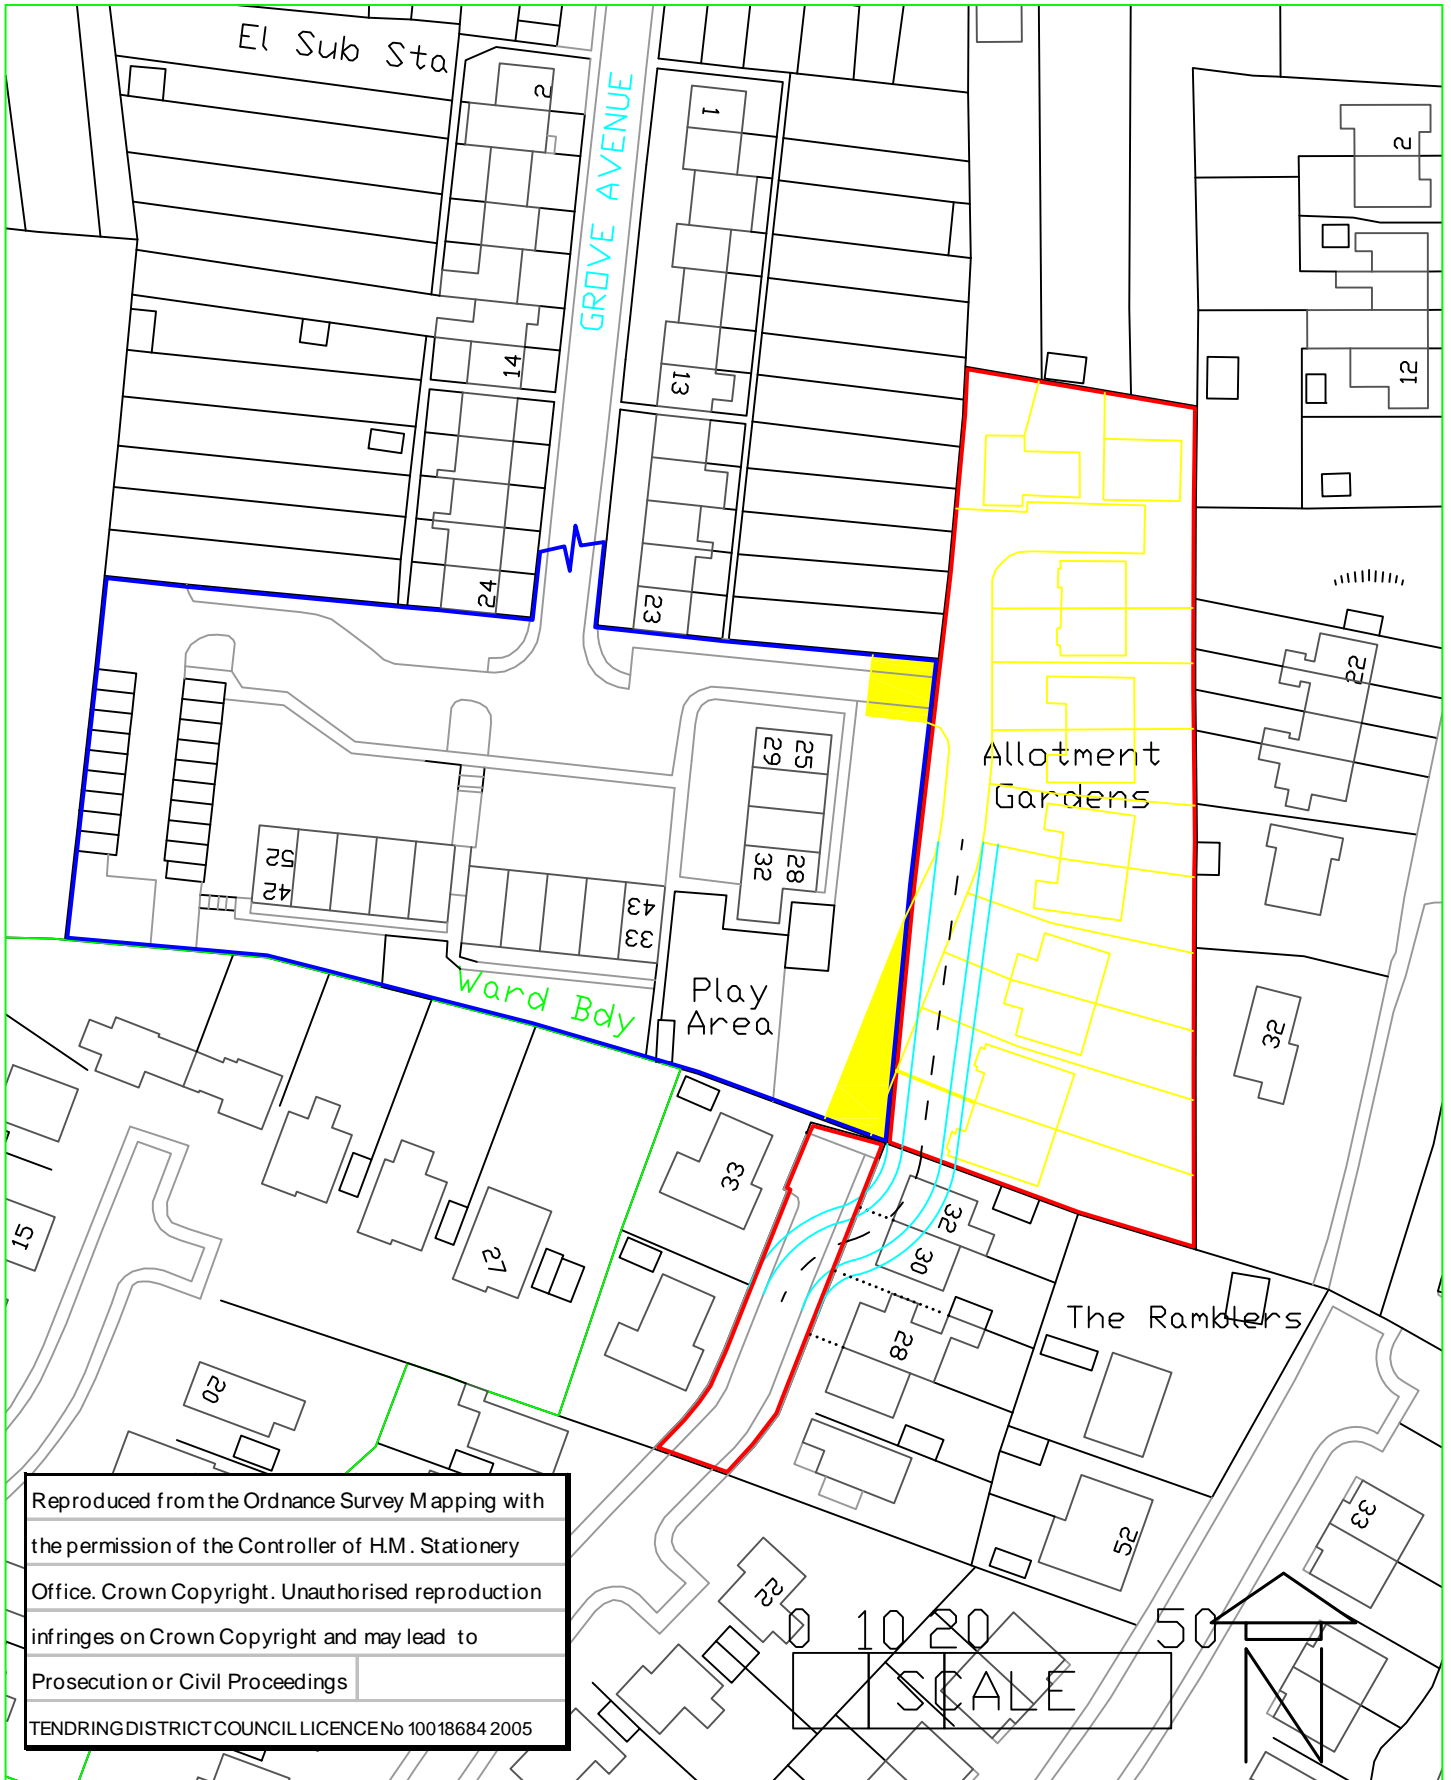 El Sub Sta
2
1
GROVE AVENUE
2
14
13
12
24
23
22
Allotment
Gardens
29 25
32 28
52
42
43
33
Play
Area
Ward Bdy
32
33
32
30
15
27
28
The Ramblers
20
52
33
22
0 10 20 50
SCALE
N
Reproduced from the Ordnance Survey Mapping with
the permission of the Controller of H.M. Stationery
Office. Crown Copyright. Unauthorised reproduction
infringes on Crown Copyright and may lead to
Prosecution or Civil Proceedings
TENDRING DISTRICT COUNCIL LICENCE No 10018684 2005